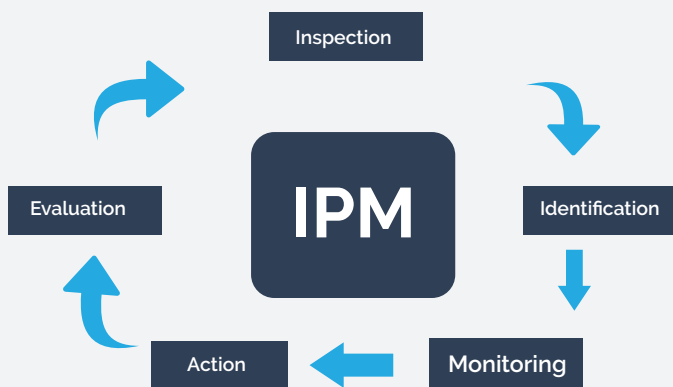 Inspection
IPM
Evaluation
Identification
Action
Monitoring